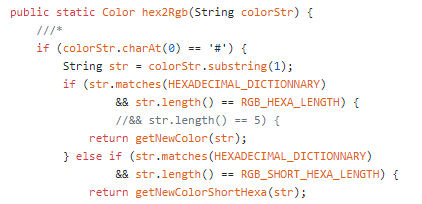 public static Color hex2Rgb(String colorStr) {
///*
if (colorStr.charAt(0) == '#') {
String str = colorStr.substring(1);
if (str.matches(HEXADECIMAL_DICTIONNARY)
&& str.length() == RGB_HEXA_LENGTH) {
//&& str.length() == 5) {
return getNewColor(str);
} else if (str.matches(HEXADECIMAL_DICTIONNARY)
&& str.length() == RGB_SHORT_HEXA_LENGTH) {
return getNewColorShortHexa(str);